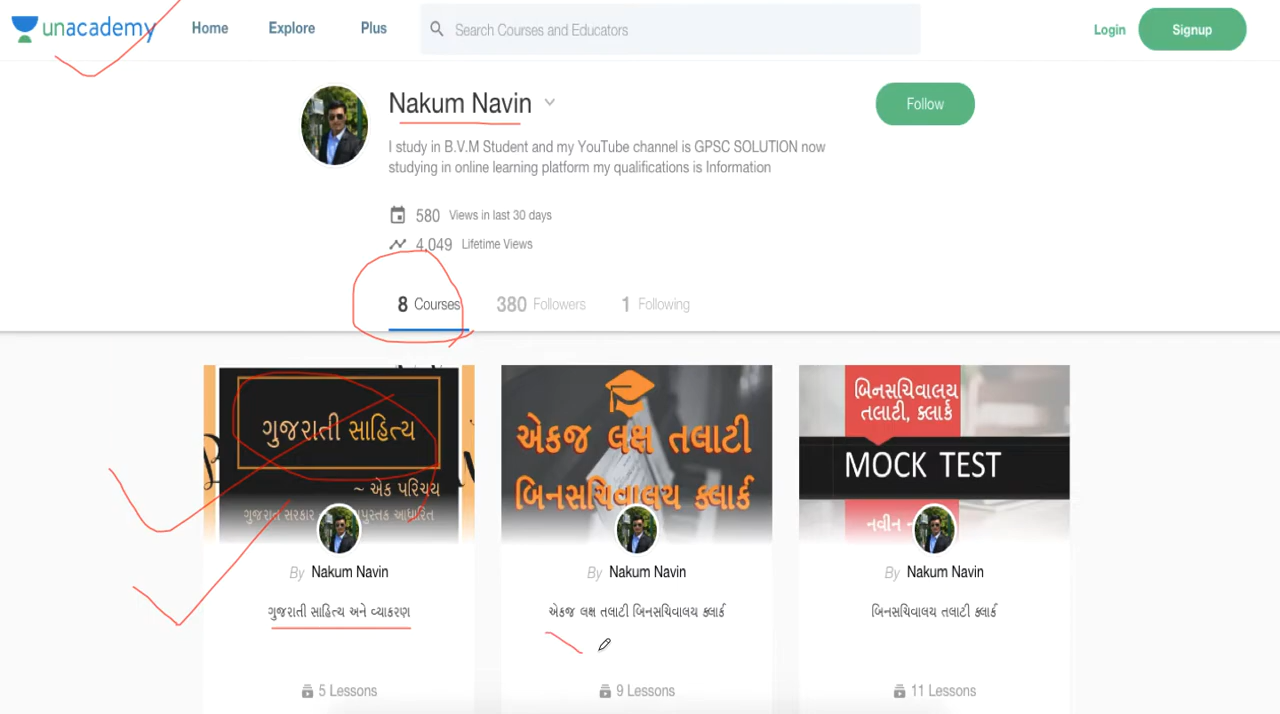 unacademy
Home Explore Plus
Search Courses and Educators
Login Signup
Nakum Navin
Follow
I study in B.V.M Student and my YouTube channel is GPSC SOLUTION now
studying in online learning platform my qualifications is Information
580 Views in last 30 days
4,049 Lifetime Views
8 Courses 380 Followers 1 Following
ગુજરાતી સાહિત્ય
~ એક પરિચય
ગુજરાત સરકાર
આધારિત
By Nakum Navin
ગુજરાતી સાહિત્ય અને વ્યાકરણ
5 Lessons
એકજ લક્ષ તલાટી
બિનસચિવાલય ક્લાર્ક
By Nakum Navin
એકજ લક્ષ તલાટી બિનસચિવાલય ક્લાર્ક
9 Lessons
બિનસચિવાલય
તલાટી, ક્લાર્ક
MOCK TEST
નવીન
By Nakum Navin
બિનસચિવાલય તલાટી ક્લાર્ક
11 Lessons